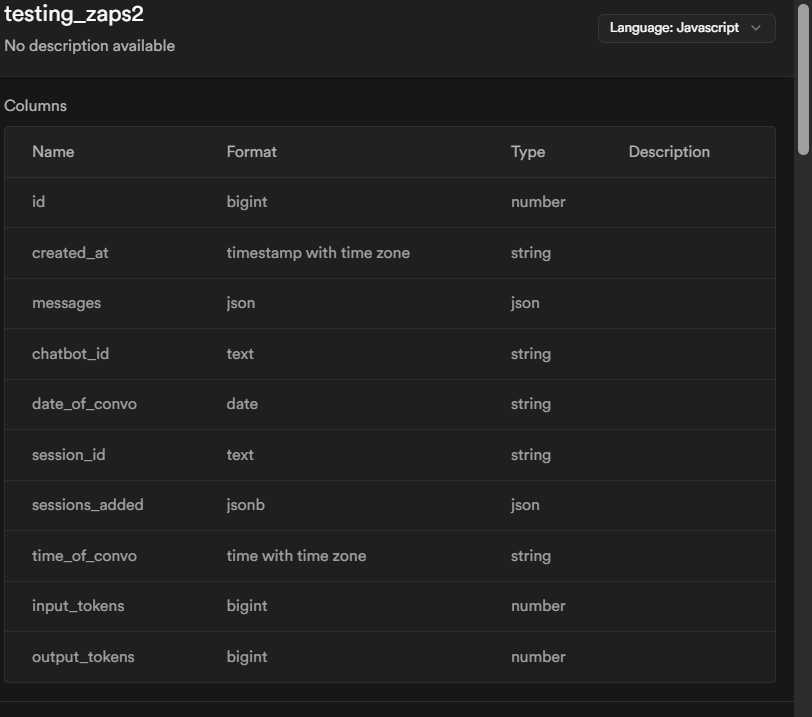 testing_zaps2
No description available
Language: Javascript
Columns
Name Format Type Description
id bigint number
created_at timestamp with time zone string
messages json json
chatbot_id text string
date_of_convo date string
session_id text string
sessions_added jsonb json
time_of_convo time with time zone string
input_tokens bigint number
output_tokens bigint number